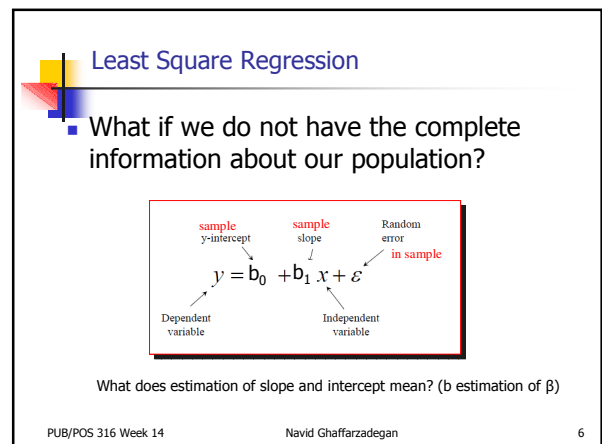 Least Square Regression
What if we do not have the complete
information about our population?
sample
y-intercept
sample
slope
Random
error
in sample
y = b₀ + b₁ x + ε
Dependent
variable
Independent
variable
What does estimation of slope and intercept mean? (b estimation of β)
PUB/POS 316 Week 14 Navid Ghaffarzadegan 6